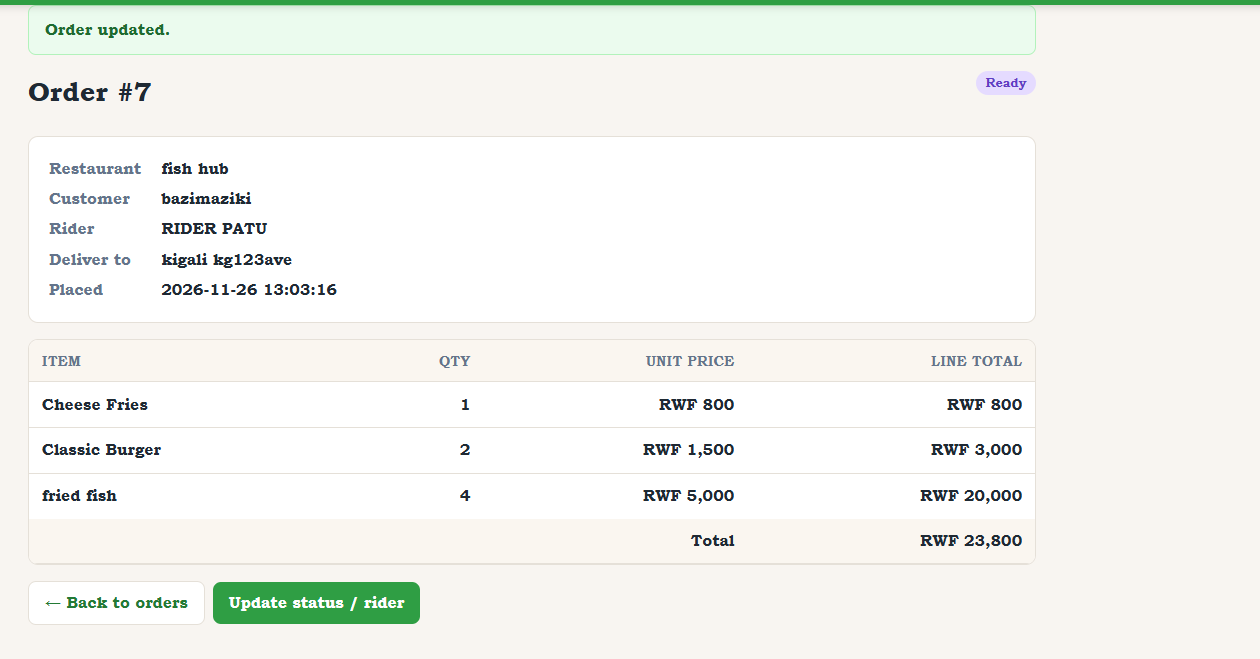 Order updated.
Order #7
Ready
Restaurant fish hub
Customer bazimaziki
Rider RIDER PATU
Deliver to kigali kg123ave
Placed 2026-11-26 13:03:16
ITEM QTY UNIT PRICE LINE TOTAL
Cheese Fries 1 RWF 800 RWF 800
Classic Burger 2 RWF 1,500 RWF 3,000
fried fish 4 RWF 5,000 RWF 20,000
Total RWF 23,800
← Back to orders Update status / rider